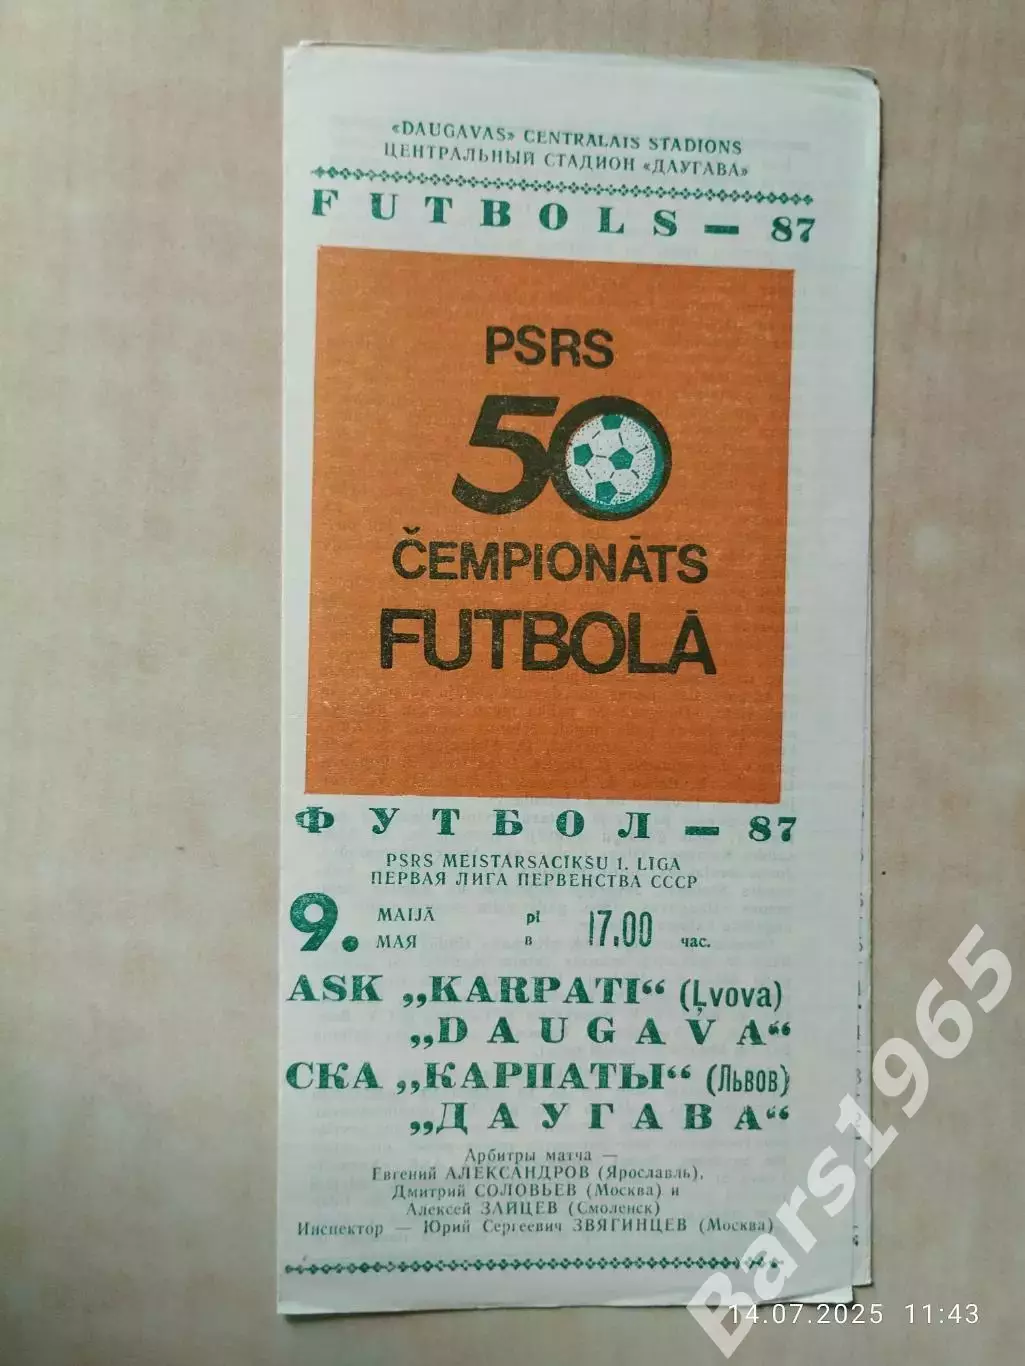 «DAUGAVAS» CENTRALAIS STADIONS
ЦЕНТРАЛЬНЫЙ СТАДИОН «ДАУГАВА»
FUTBOLS — 87
PSRS
50
ČEMPIONĀTS
FUTBOLĀ
ФУТБОЛ — 87
PSRS MEISTARSACIKŠU 1. LĪGA
ПЕРВАЯ ЛИГА ПЕРВЕНСТВА СССР
9. MAIJĀ pl 17.00
МАЯ в час.
ASK „KARPATI“ (Ļvova)
„DAUGAVA“
СКА „КАРПАТЫ“ (Львов)
„ДАУГАВА“
Арбитры матча —
Евгений АЛЕКСАНДРОВ (Ярославль),
Дмитрий СОЛОВЬЕВ (Москва) и
Алексей ЗАЙЦЕВ (Смоленск)
Инспектор — Юрий Сергеевич ЗВЯГИНЦЕВ (Москва)
Bars1965
14.07.2025 11:43